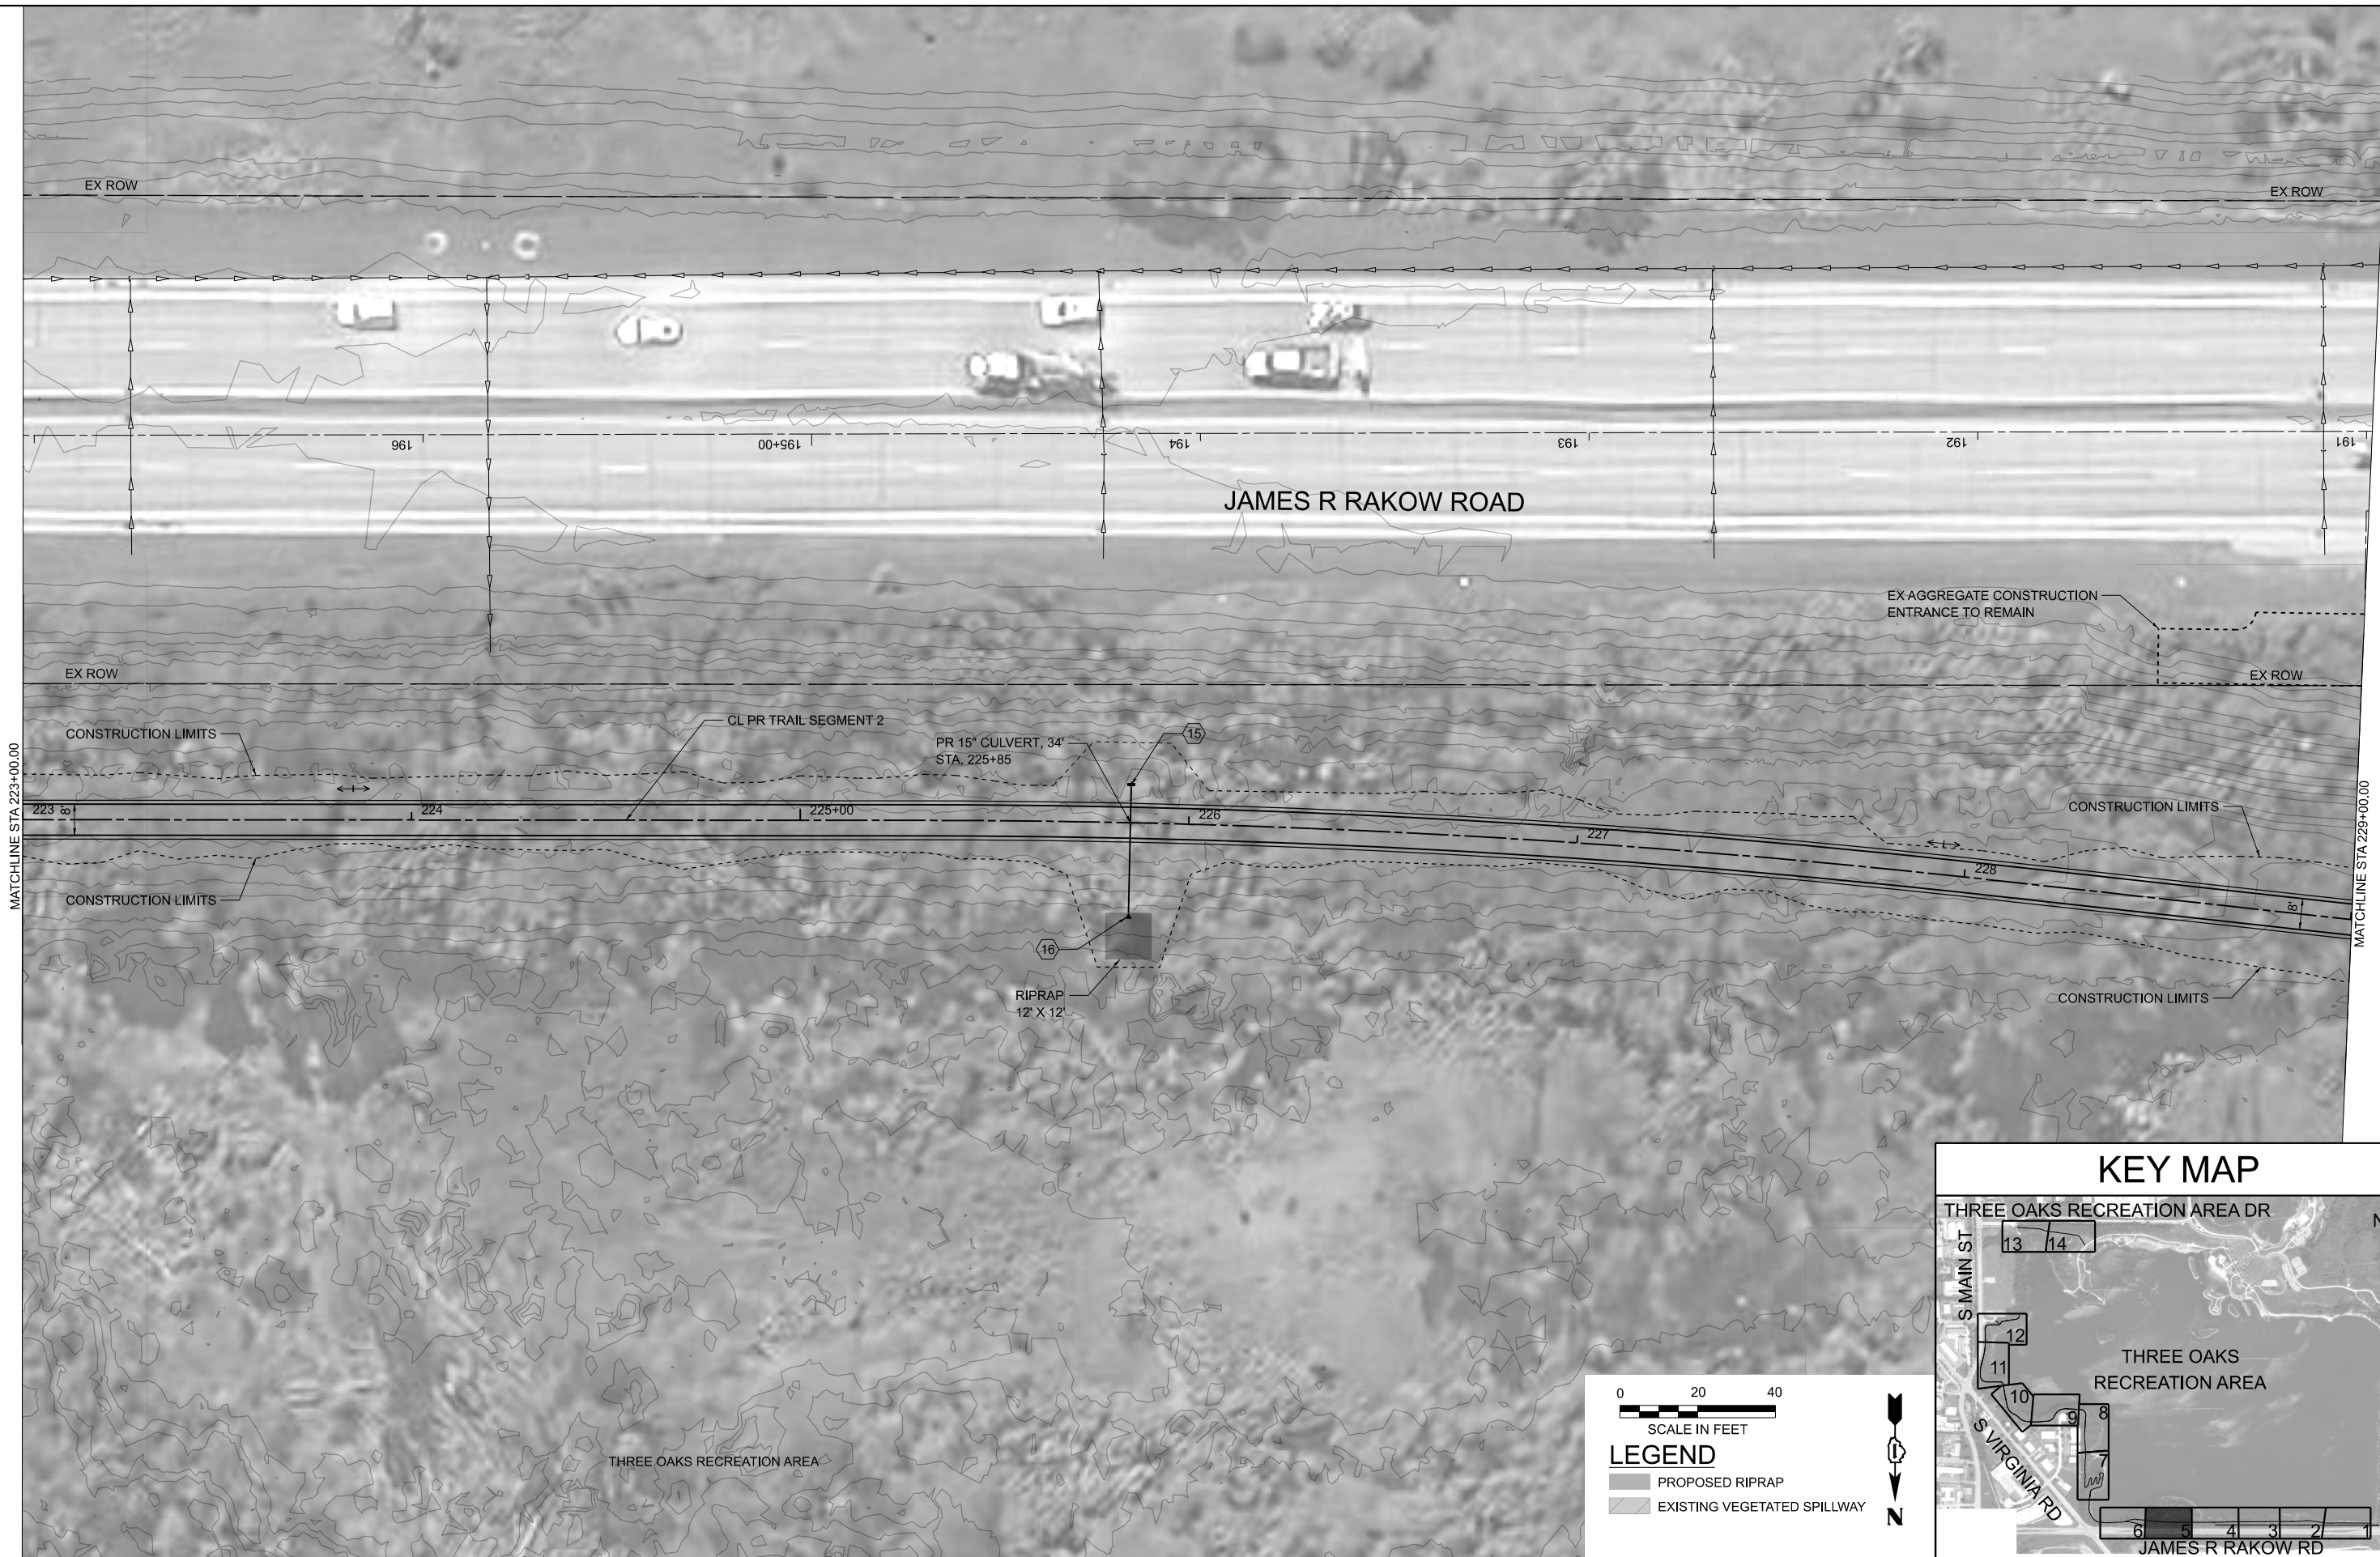 EX ROW
EX ROW
196
195+00
194
193
192
191
JAMES R RAKOW ROAD
EX AGGREGATE CONSTRUCTION
ENTRANCE TO REMAIN
EX ROW
EX ROW
CL PR TRAIL SEGMENT 2
CONSTRUCTION LIMITS
PR 15" CULVERT, 34'
STA. 225+85
15
MATCHLINE STA 223+00.00
223
8'
224
225+00
226
227
228
8'
CONSTRUCTION LIMITS
MATCHLINE STA 229+00.00
CONSTRUCTION LIMITS
16
RIPRAP
12' X 12'
CONSTRUCTION LIMITS
THREE OAKS RECREATION AREA
0 20 40
SCALE IN FEET
LEGEND
PROPOSED RIPRAP
EXISTING VEGETATED SPILLWAY
N
KEY MAP
THREE OAKS RECREATION AREA DR
N
S MAIN ST
13 14
12
11
10
9
8
7
THREE OAKS
RECREATION AREA
S VIRGINIA RD
6 5 4 3 2 1
JAMES R RAKOW RD